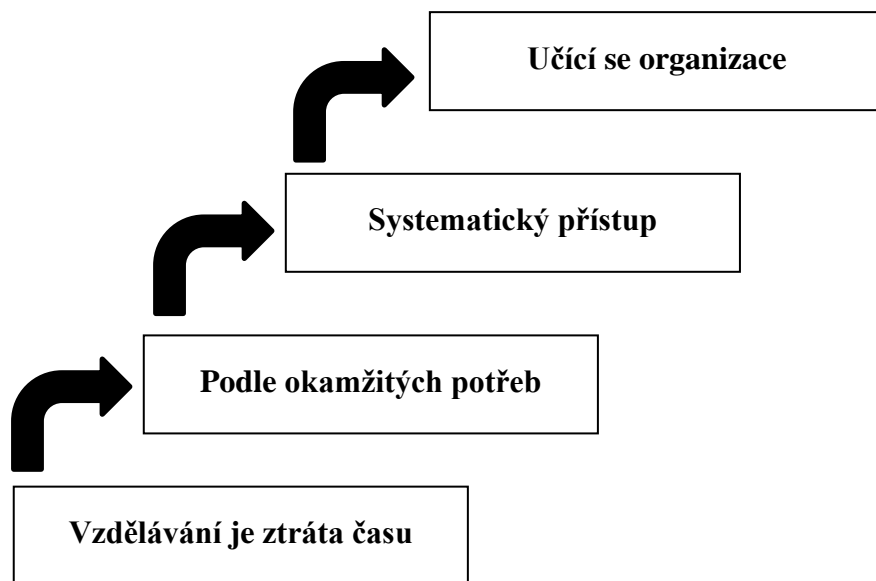 Učící se organizace
Systematický přístup
Podle okamžitých potřeb
Vzdělávání je ztráta času